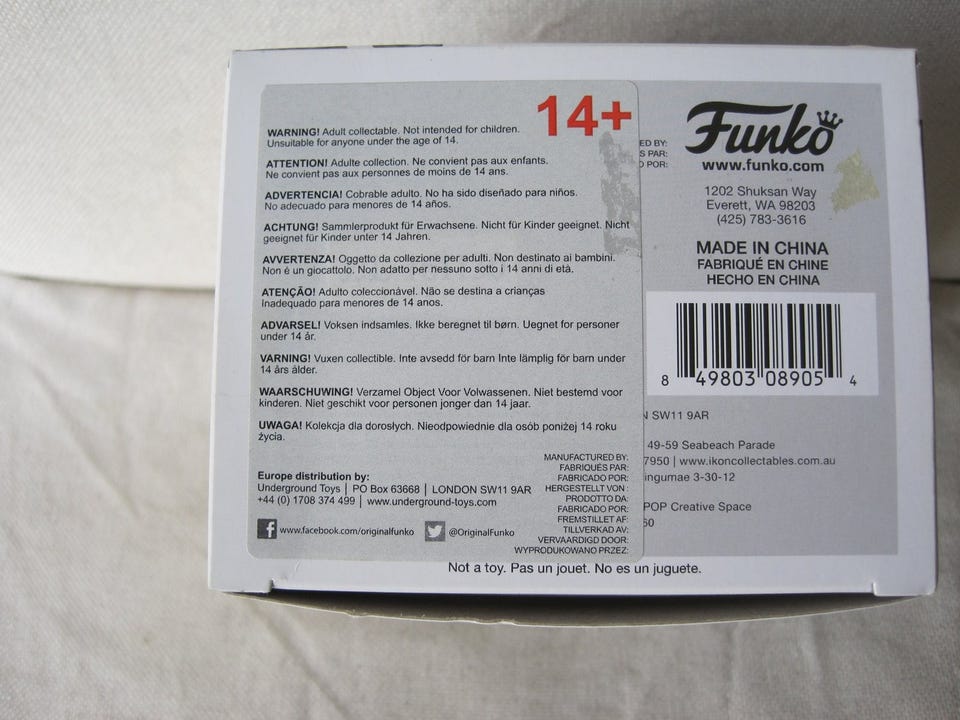 14+
WARNING! Adult collectable. Not intended for children.
Unsuitable for anyone under the age of 14.
ATTENTION! Adulte collection. Ne convient pas aux enfants.
Ne convient pas aux personnes de moins de 14 ans.
ADVERTENCIA! Cobrable adulto. No ha sido diseñado para niños.
No adecuado para menores de 14 años.
ACHTUNG! Sammlerprodukt für Erwachsene. Nicht für Kinder geeignet. Nicht
geeignet für Kinder unter 14 Jahren.
AVVERTENZA! Oggetto da collezione per adulti. Non destinato ai bambini.
Non é un giocattolo. Non adatto per nessuno sotto i 14 anni di età.
ATENÇÃO! Adulto coleccionável. Não se destina a crianças
Inadequado para menores de 14 anos.
ADVARSEL! Voksen indsamles. Ikke beregnet til børn. Uegnet for personer
under 14 år.
VARNING! Vuxen collectible. Inte avsedd för barn Inte lämplig för barn under
14 års ålder.
WAARSCHUWING! Verzamel Object Voor Volwassenen. Niet bestemd voor
kinderen. Niet geschikt voor personen jonger dan 14 jaar.
UWAGA! Kolekcja dla dorosłych. Nieodpowiednie dla osób poniżej 14 roku
życia.
Europe distribution by:
Underground Toys | PO Box 63668 | LONDON SW11 9AR
+44 (0) 1708 374 499 | www.underground-toys.com
www.facebook.com/originalFunko @OriginalFunko
MANUFACTURED BY:
FABRIQUÉS PAR:
FABRICADO POR:
HERGESTELLT VON :
PRODOTTO DA:
FABRICADO POR:
FREMSTILLET AF:
TILLVERKAD AV:
VERVAARDIGD DOOR:
WYPRODUKOWANO PRZEZ:
ED BY:
S PAR:
O POR:
Funko
www.funko.com
1202 Shuksan Way
Everett, WA 98203
(425) 783-3616
MADE IN CHINA
FABRIQUÉ EN CHINE
HECHO EN CHINA
8 49803 08905 4
N SW11 9AR
49-59 Seabeach Parade
7950 | www.ikoncollectables.com.au
ingumae 3-30-12
POP Creative Space
60
Not a toy. Pas un jouet. No es un juguete.